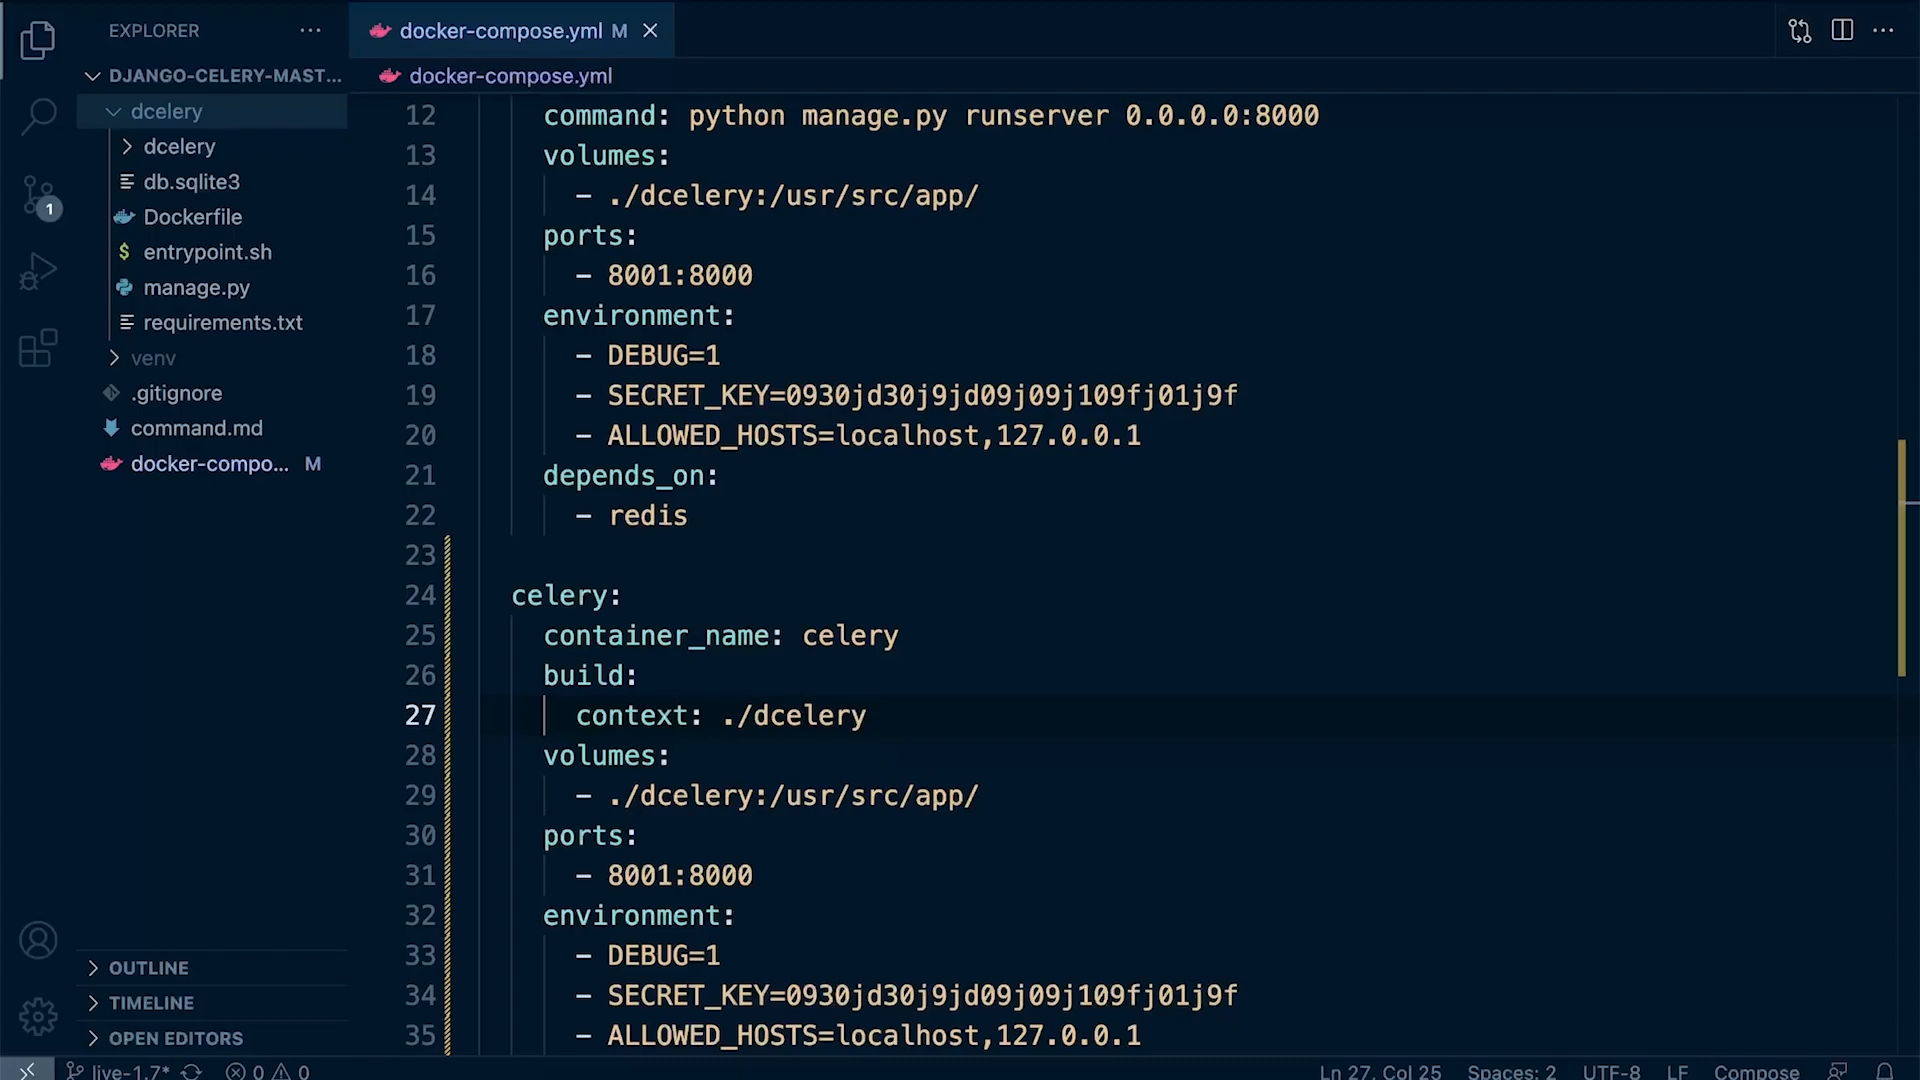 EXPLORER
DJANGO-CELERY-MAST...
dcelery
dcelery
db.sqlite3
Dockerfile
$ entrypoint.sh
manage.py
requirements.txt
venv
.gitignore
command.md
docker-compo... M
1
OUTLINE
TIMELINE
OPEN EDITORS
docker-compose.yml M
docker-compose.yml
12 command: python manage.py runserver 0.0.0.0:8000
13 volumes:
14 - ./dcelery:/usr/src/app/
15 ports:
16 - 8001:8000
17 environment:
18 - DEBUG=1
19 - SECRET_KEY=0930jd30j9jd09j09j109fj01j9f
20 - ALLOWED_HOSTS=localhost,127.0.0.1
21 depends_on:
22 - redis
23
24 celery:
25 container_name: celery
26 build:
27 context: ./dcelery
28 volumes:
29 - ./dcelery:/usr/src/app/
30 ports:
31 - 8001:8000
32 environment:
33 - DEBUG=1
34 - SECRET_KEY=0930jd30j9jd09j09j109fj01j9f
35 - ALLOWED_HOSTS=localhost,127.0.0.1
live-1.7* 0 0 Ln 27, Col 25 Spaces: 2 UTF-8 LF Compose